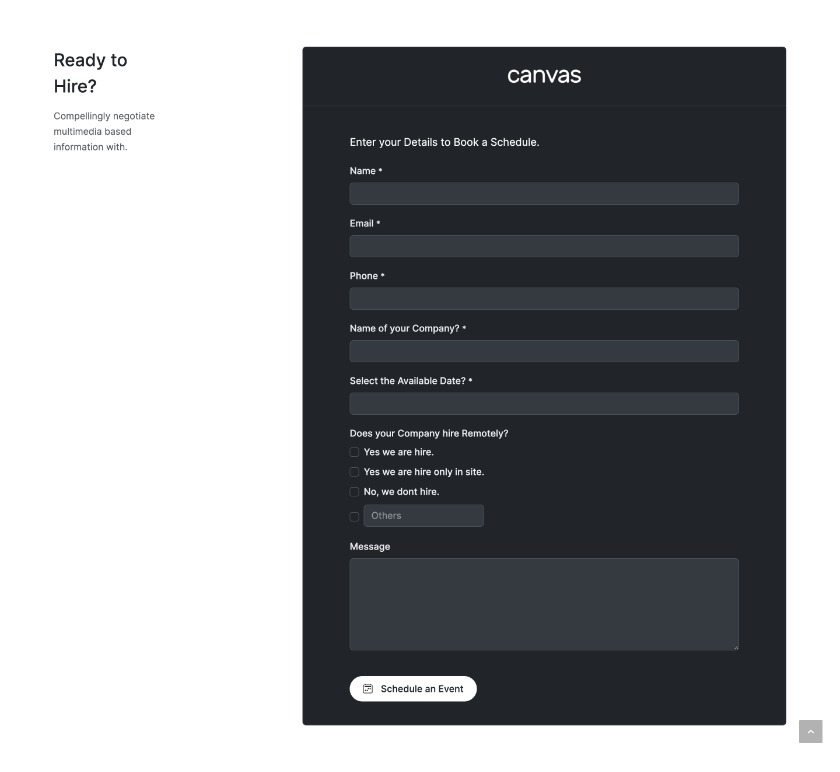 Ready to
Hire?
Compellingly negotiate
multimedia based
information with.
canvas
Enter your Details to Book a Schedule.
Name *
Email *
Phone *
Name of your Company? *
Select the Available Date? *
Does your Company hire Remotely?
Yes we are hire.
Yes we are hire only in site.
No, we dont hire.
Others
Message
Schedule an Event